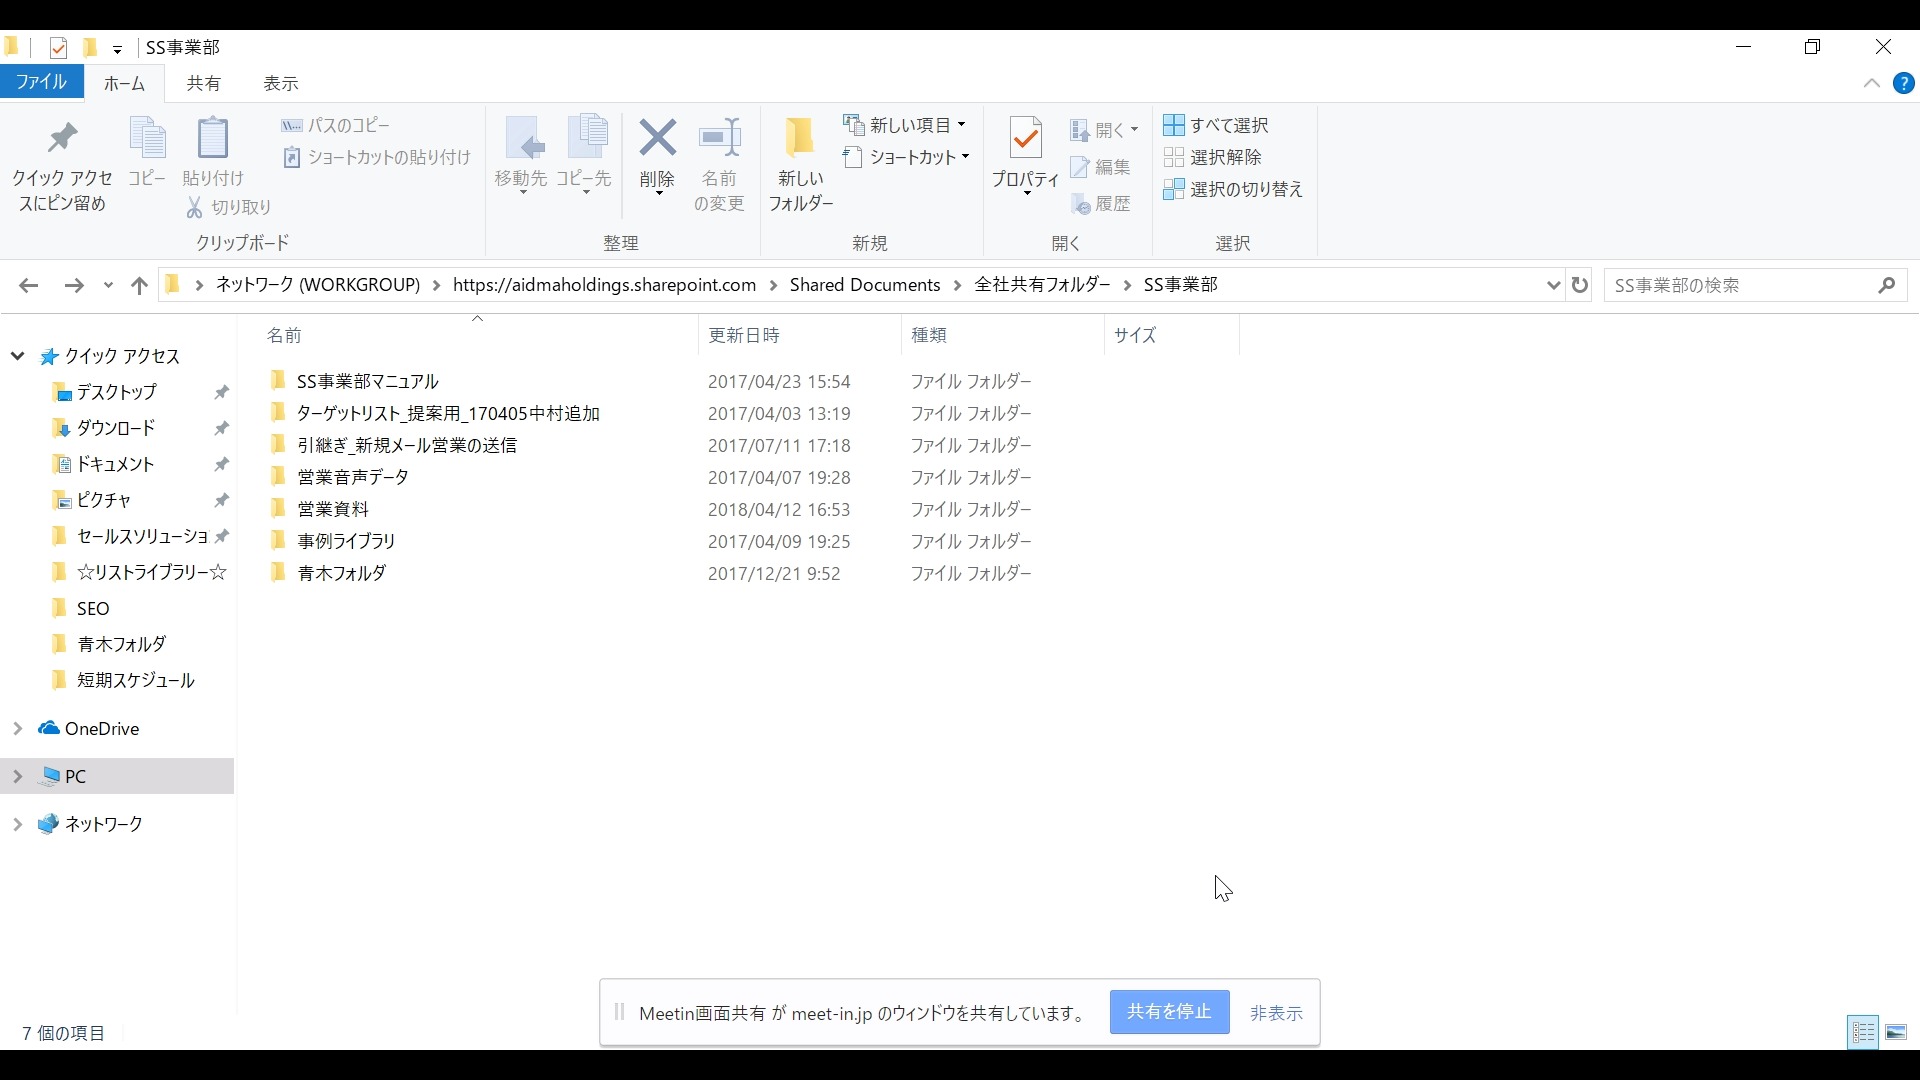 SS事業部
ファイル ホーム 共有 表示
クイック アクセ
スにピン留め
コピー
貼り付け
パスのコピー
ショートカットの貼り付け
切り取り
クリップボード
移動先
コピー先
削除
名前
の変更
整理
新しい
フォルダー
新しい項目
ショートカット
新規
プロパティ
開く
編集
履歴
開く
すべて選択
選択解除
選択の切り替え
選択
ネットワーク (WORKGROUP) > https://aidmaholdings.sharepoint.com > Shared Documents > 全社共有フォルダー > SS事業部
SS事業部の検索
名前 更新日時 種類 サイズ
クイック アクセス
デスクトップ
ダウンロード
ドキュメント
ピクチャ
セールスソリューショ
☆リストライブラリー☆
SEO
青木フォルダ
短期スケジュール
OneDrive
PC
ネットワーク
SS事業部マニュアル 2017/04/23 15:54 ファイル フォルダー
ターゲットリスト_提案用_170405中村追加 2017/04/03 13:19 ファイル フォルダー
引継ぎ_新規メール営業の送信 2017/07/11 17:18 ファイル フォルダー
営業音声データ 2017/04/07 19:28 ファイル フォルダー
営業資料 2018/04/12 16:53 ファイル フォルダー
事例ライブラリ 2017/04/09 19:25 ファイル フォルダー
青木フォルダ 2017/12/21 9:52 ファイル フォルダー
Meetin画面共有 が meet-in.jp のウィンドウを共有しています。 共有を停止 非表示
7 個の項目